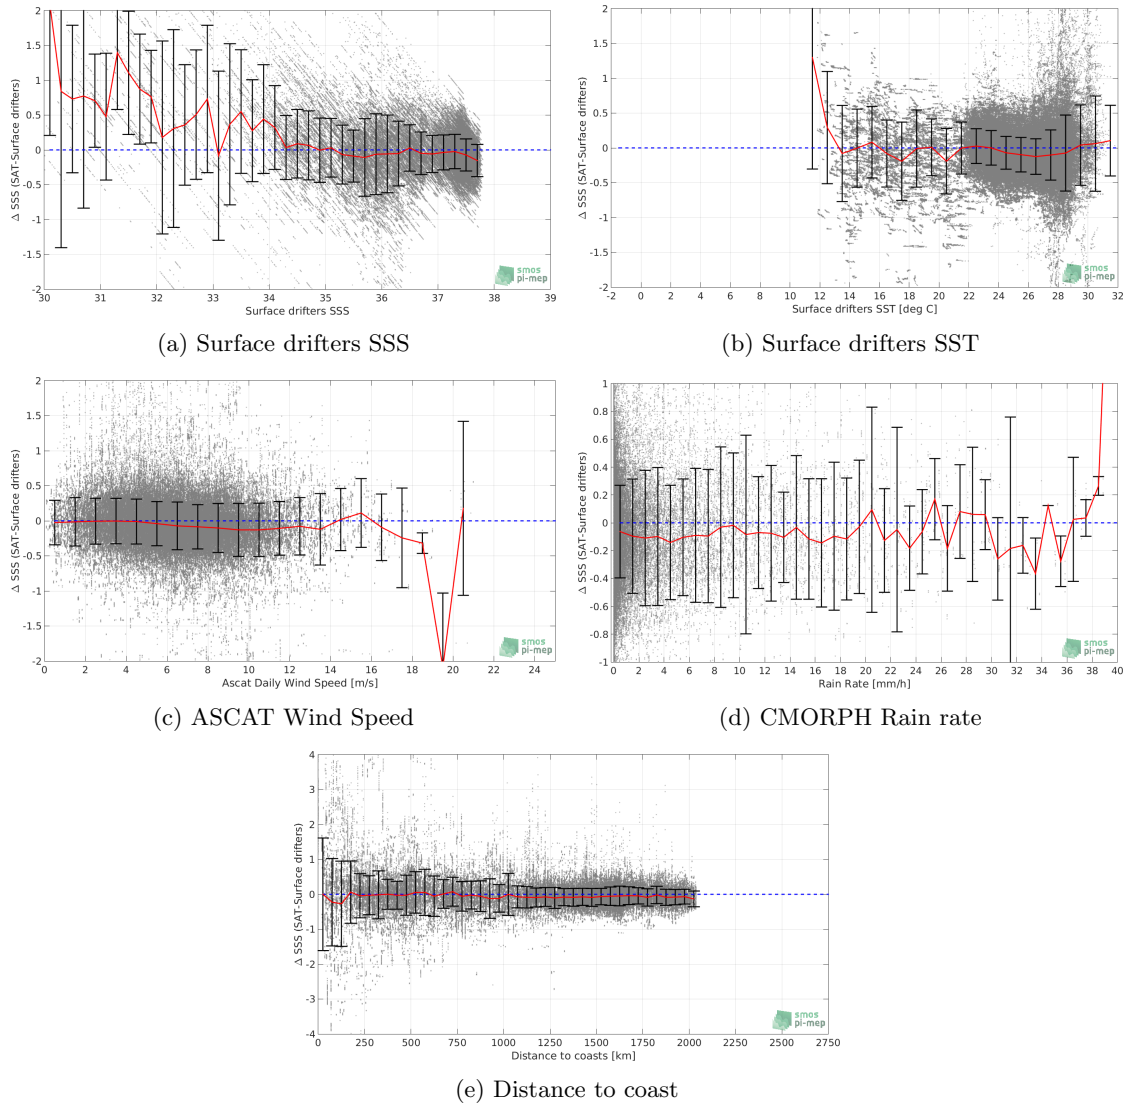 2
1.5
1
0.5
0
-0.5
-1
-1.5
-2
Δ SSS (SAT-Surface drifters)
30 31 32 33 34 35 36 37 38 39
Surface drifters SSS
smos
pi-mep
(a) Surface drifters SSS
2
1.5
1
0.5
0
-0.5
-1
-1.5
-2
Δ SSS (SAT-Surface drifters)
-2 0 2 4 6 8 10 12 14 16 18 20 22 24 26 28 30 32
Surface drifters SST [deg C]
smos
pi-mep
(b) Surface drifters SST
2
1.5
1
0.5
0
-0.5
-1
-1.5
-2
Δ SSS (SAT-Surface drifters)
0 2 4 6 8 10 12 14 16 18 20 22 24
Ascat Daily Wind Speed [m/s]
smos
pi-mep
(c) ASCAT Wind Speed
1
0.8
0.6
0.4
0.2
0
-0.2
-0.4
-0.6
-0.8
-1
Δ SSS (SAT-Surface drifters)
0 2 4 6 8 10 12 14 16 18 20 22 24 26 28 30 32 34 36 38 40
Rain Rate [mm/h]
smos
pi-mep
(d) CMORPH Rain rate
4
3
2
1
0
-1
-2
-3
-4
Δ SSS (SAT-Surface drifters)
0 250 500 750 1000 1250 1500 1750 2000 2250 2500 2750
Distance to coasts [km]
smos
pi-mep
(e) Distance to coast